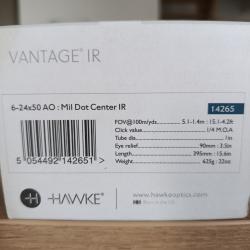 VANTAGE® IR
6-24x50 AO : Mil Dot Center IR
14265
FOV@100m/yds.. 5.1-1.4m : 15.1-4.2ft
Click value 1/4 M.O.A
Tube dia 1in
Eye relief 90mm : 3.5in
Length 395mm : 15.6in
Weight 625g : 22oz
5 054492 142651 >
HAWKE®
www.hawkeoptics.com